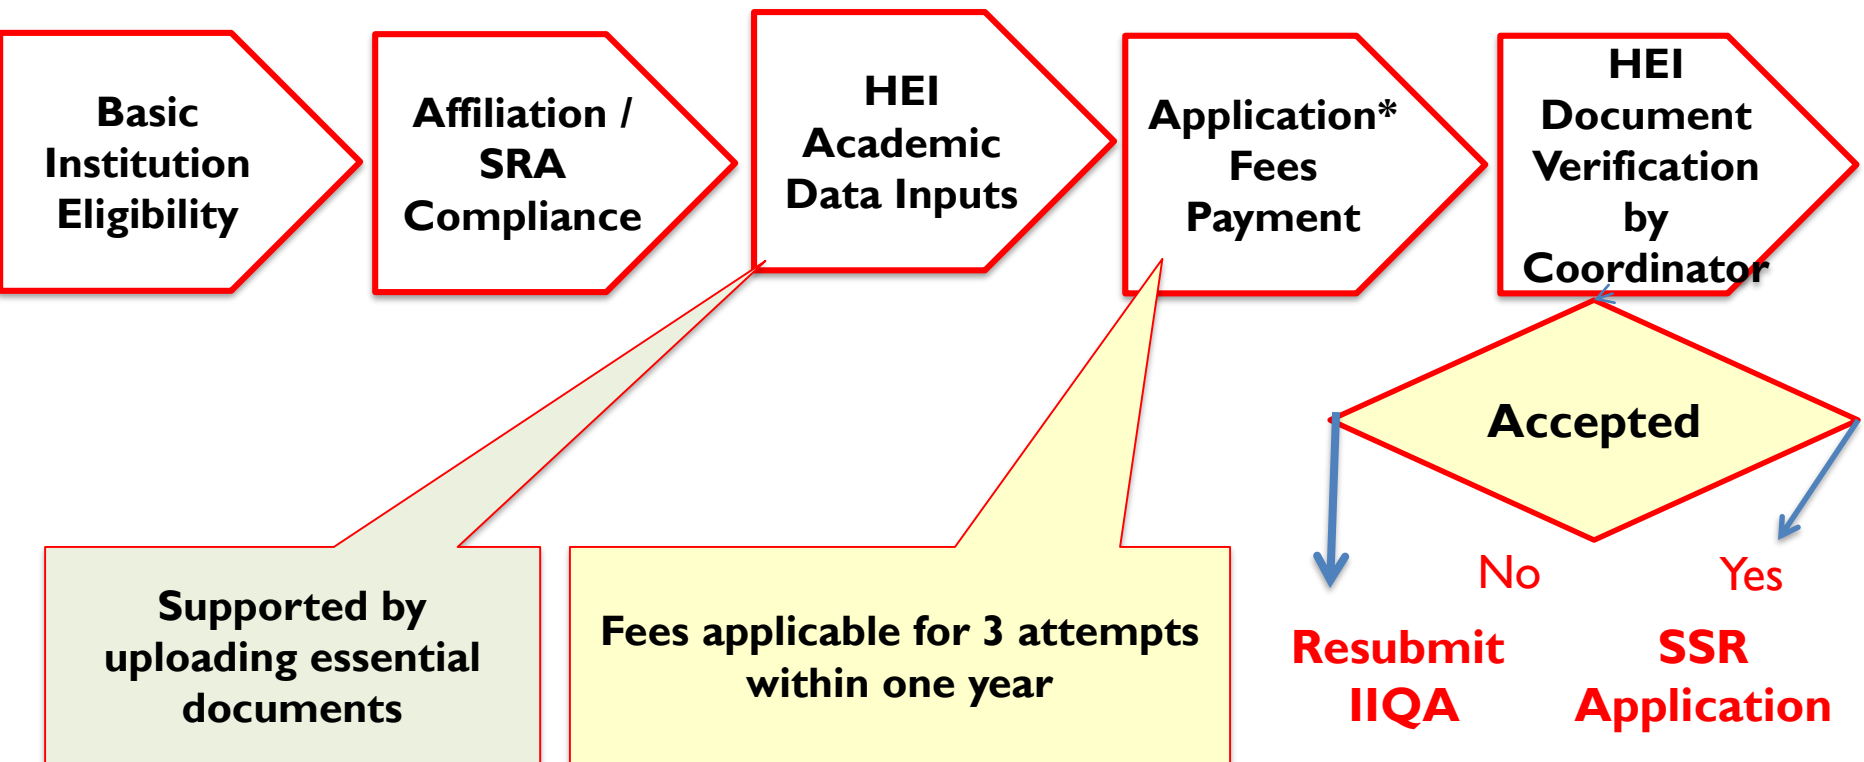 Basic
Institution
Eligibility
Affiliation /
SRA
Compliance
HEI
Academic
Data Inputs
Application*
Fees
Payment
HEI
Document
Verification
by
Coordinator
Accepted
No
Yes
Resubmit
IIQA
SSR
Application
Supported by
uploading essential
documents
Fees applicable for 3 attempts
within one year